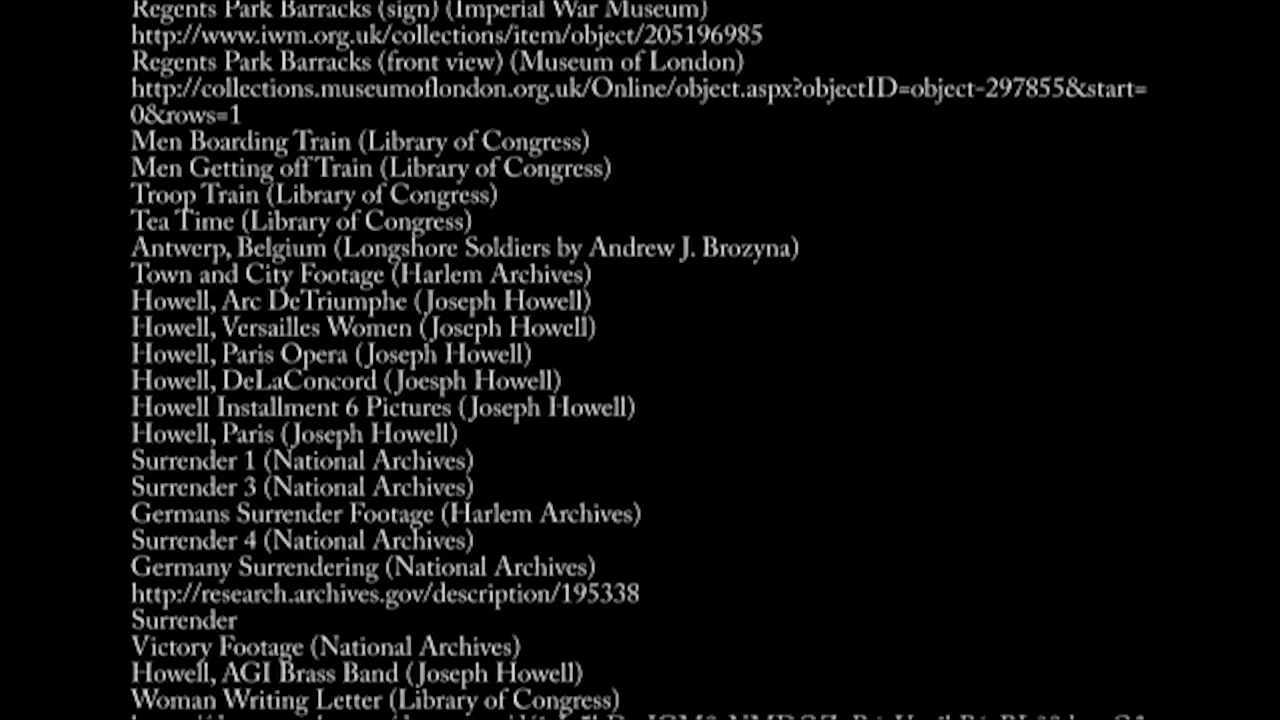 Regents Park Barracks (sign) (Imperial War Museum)
http://www.iwm.org.uk/collections/item/object/205196985
Regents Park Barracks (front view) (Museum of London)
http://collections.museumoflondon.org.uk/Online/object.aspx?objectID=object-297855&start=
0&rows=1
Men Boarding Train (Library of Congress)
Men Getting off Train (Library of Congress)
Troop Train (Library of Congress)
Tea Time (Library of Congress)
Antwerp, Belgium (Longshore Soldiers by Andrew J. Brozyna)
Town and City Footage (Harlem Archives)
Howell, Arc DeTriumphe (Joseph Howell)
Howell, Versailles Women (Joseph Howell)
Howell, Paris Opera (Joseph Howell)
Howell, DeLaConcord (Joesph Howell)
Howell Installment 6 Pictures (Joseph Howell)
Howell, Paris (Joseph Howell)
Surrender 1 (National Archives)
Surrender 3 (National Archives)
Germans Surrender Footage (Harlem Archives)
Surrender 4 (National Archives)
Germany Surrendering (National Archives)
http://research.archives.gov/description/195338
Surrender
Victory Footage (National Archives)
Howell, AGI Brass Band (Joseph Howell)
Woman Writing Letter (Library of Congress)